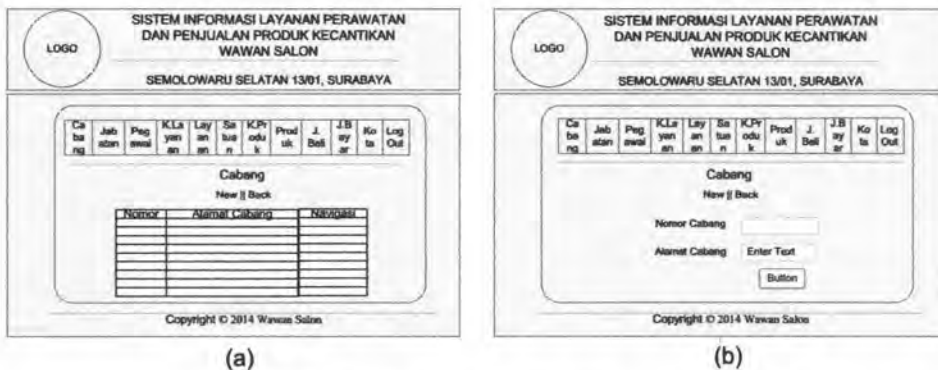 LOGO
SISTEM INFORMASI LAYANAN PERAWATAN
DAN PENJUALAN PRODUK KECANTIKAN
WAWAN SALON
SEMOLOWARU SELATAN 13/01, SURABAYA
Ca ba ng
Jab atan
Peg awai
K.La yan an
Lay an an
Sa tua n
K.Pr odu k
Prod uk
J. Beli
J.B ay ar
Ko ta
Log Out
Cabang
New || Back
Nomor Alamat Cabang Navigasi
Copyright © 2014 Wawan Salon
(a)
LOGO
SISTEM INFORMASI LAYANAN PERAWATAN
DAN PENJUALAN PRODUK KECANTIKAN
WAWAN SALON
SEMOLOWARU SELATAN 13/01, SURABAYA
Ca ba ng
Jab atan
Peg awai
K.La yan an
Lay an an
Sa tua n
K.Pr odu k
Prod uk
J. Beli
J.B ay ar
Ko ta
Log Out
Cabang
New || Back
Nomor Cabang
Alamat Cabang Enter Text
Button
Copyright © 2014 Wawan Salon
(b)